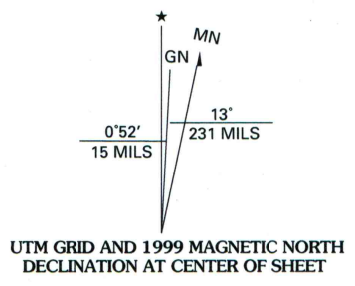 ★
MN
GN
0°52'
15 MILS
13°
231 MILS
UTM GRID AND 1999 MAGNETIC NORTH
DECLINATION AT CENTER OF SHEET